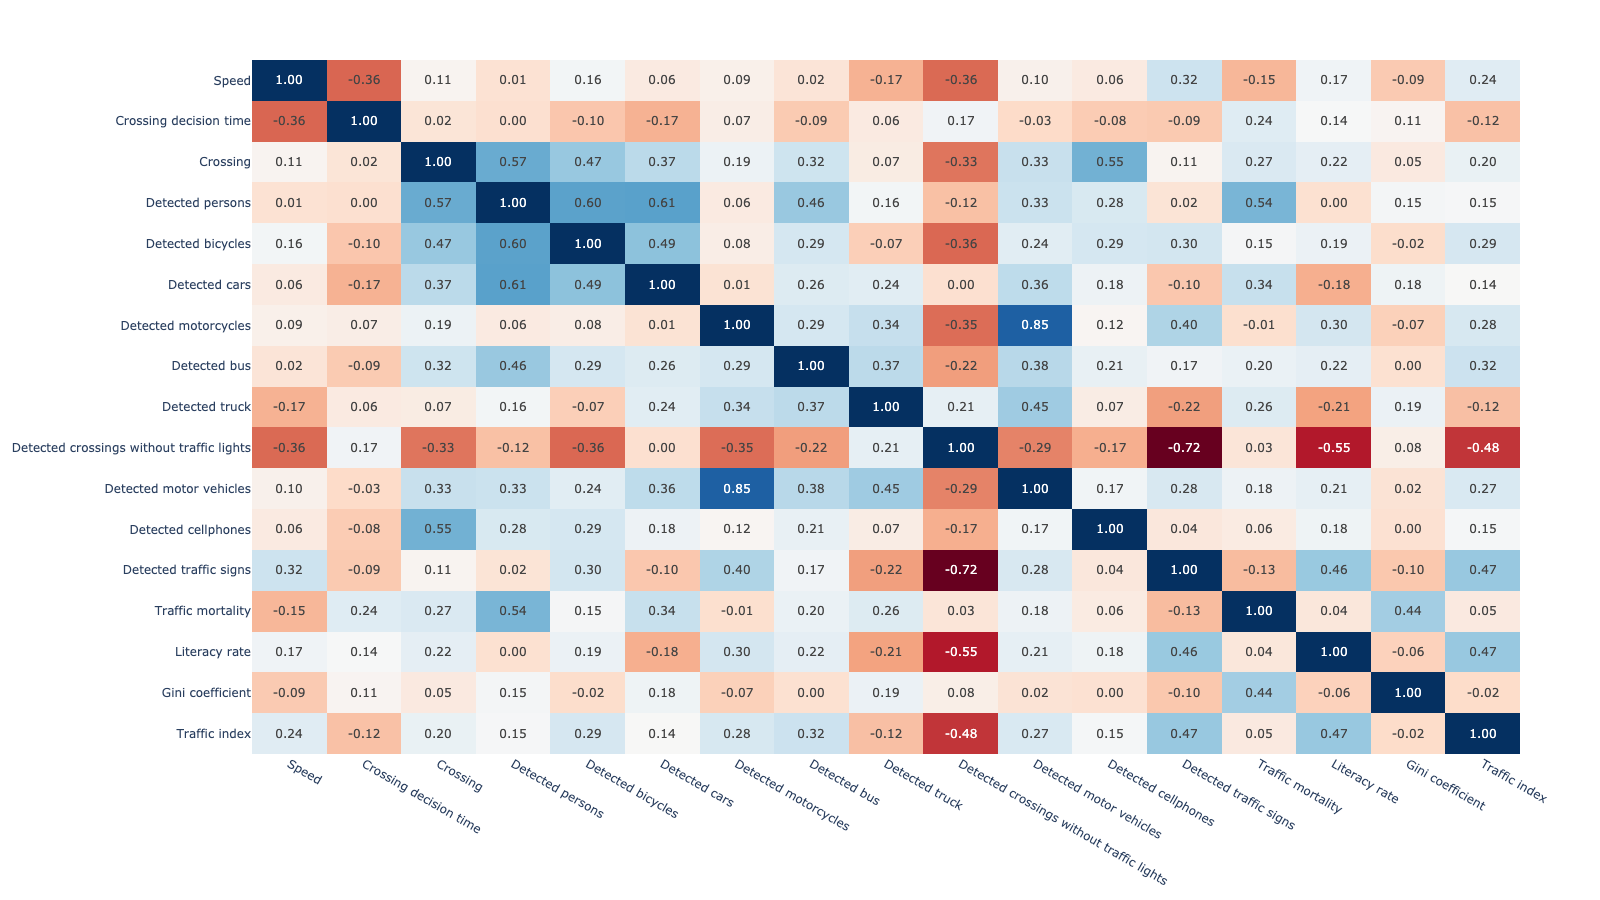 Speed 1.00 -0.36 0.11 0.01 0.16 0.06 0.09 0.02 -0.17 -0.36 0.10 0.06 0.32 -0.15 0.17 -0.09 0.24
Crossing decision time -0.36 1.00 0.02 0.00 -0.10 -0.17 0.07 -0.09 0.06 0.17 -0.03 -0.08 -0.09 0.24 0.14 0.11 -0.12
Crossing 0.11 0.02 1.00 0.57 0.47 0.37 0.19 0.32 0.07 -0.33 0.33 0.55 0.11 0.27 0.22 0.05 0.20
Detected persons 0.01 0.00 0.57 1.00 0.60 0.61 0.06 0.46 0.16 -0.12 0.33 0.28 0.02 0.54 0.00 0.15 0.15
Detected bicycles 0.16 -0.10 0.47 0.60 1.00 0.49 0.08 0.29 -0.07 -0.36 0.24 0.29 0.30 0.15 0.19 -0.02 0.29
Detected cars 0.06 -0.17 0.37 0.61 0.49 1.00 0.01 0.26 0.24 0.00 0.36 0.18 -0.10 0.34 -0.18 0.18 0.14
Detected motorcycles 0.09 0.07 0.19 0.06 0.08 0.01 1.00 0.29 0.34 -0.35 0.85 0.12 0.40 -0.01 0.30 -0.07 0.28
Detected bus 0.02 -0.09 0.32 0.46 0.29 0.26 0.29 1.00 0.37 -0.22 0.38 0.21 0.17 0.20 0.22 0.00 0.32
Detected truck -0.17 0.06 0.07 0.16 -0.07 0.24 0.34 0.37 1.00 0.21 0.45 0.07 -0.22 0.26 -0.21 0.19 -0.12
Detected crossings without traffic lights -0.36 0.17 -0.33 -0.12 -0.36 0.00 -0.35 -0.22 0.21 1.00 -0.29 -0.17 -0.72 0.03 -0.55 0.08 -0.48
Detected motor vehicles 0.10 -0.03 0.33 0.33 0.24 0.36 0.85 0.38 0.45 -0.29 1.00 0.17 0.28 0.18 0.21 0.02 0.27
Detected cellphones 0.06 -0.08 0.55 0.28 0.29 0.18 0.12 0.21 0.07 -0.17 0.17 1.00 0.04 0.06 0.18 0.00 0.15
Detected traffic signs 0.32 -0.09 0.11 0.02 0.30 -0.10 0.40 0.17 -0.22 -0.72 0.28 0.04 1.00 -0.13 0.46 -0.10 0.47
Traffic mortality -0.15 0.24 0.27 0.54 0.15 0.34 -0.01 0.20 0.26 0.03 0.18 0.06 -0.13 1.00 0.04 0.44 0.05
Literacy rate 0.17 0.14 0.22 0.00 0.19 -0.18 0.30 0.22 -0.21 -0.55 0.21 0.18 0.46 0.04 1.00 -0.06 0.47
Gini coefficient -0.09 0.11 0.05 0.15 -0.02 0.18 -0.07 0.00 0.19 0.08 0.02 0.00 -0.10 0.44 -0.06 1.00 -0.02
Traffic index 0.24 -0.12 0.20 0.15 0.29 0.14 0.28 0.32 -0.12 -0.48 0.27 0.15 0.47 0.05 0.47 -0.02 1.00
Speed
Crossing decision time
Crossing
Detected persons
Detected bicycles
Detected cars
Detected motorcycles
Detected bus
Detected truck
Detected crossings without traffic lights
Detected motor vehicles
Detected cellphones
Detected traffic signs
Traffic mortality
Literacy rate
Gini coefficient
Traffic index